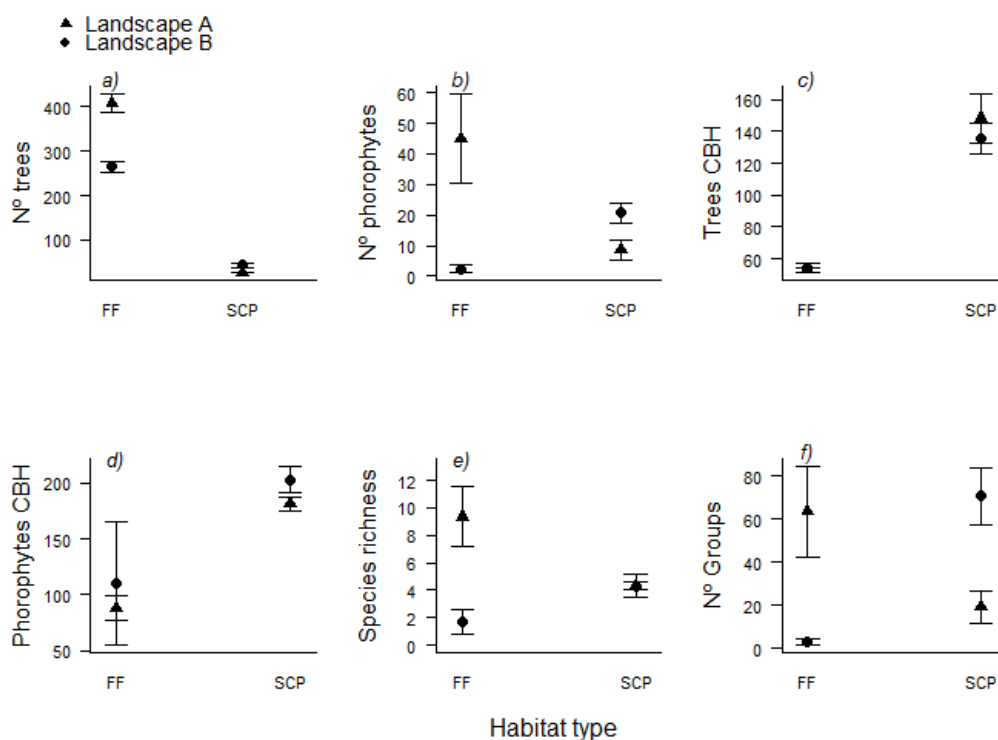 Landscape A
Landscape B
a)
Nº trees
400
300
200
100
FF
SCP
b)
Nº phorophytes
60
50
40
30
20
10
0
FF
SCP
c)
Trees CBH
160
140
120
100
80
60
FF
SCP
d)
Phorophytes CBH
200
150
100
50
FF
SCP
e)
Species richness
12
10
8
6
4
2
0
FF
SCP
f)
Nº Groups
80
60
40
20
0
FF
SCP
Habitat type